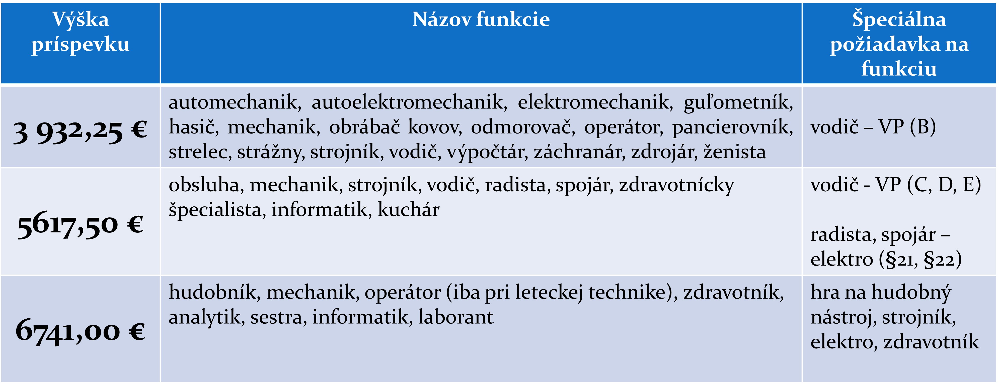 Výška
príspevku
Názov funkcie
Špeciálna
požiadavka na
funkciu
3 932,25 €
automechanik, autoelektromechanik, elektromechanik, guľometník,
hasič, mechanik, obrábač kovov, odmorovač, operátor, pancierovník,
strelec, strážny, strojník, vodič, výpočtár, záchranár, zdrojár, ženista
vodič – VP (B)
5617,50 €
obsluha, mechanik, strojník, vodič, radista, spojár, zdravotnícky
špecialista, informatik, kuchár
vodič - VP (C, D, E)
radista, spojár –
elektro (§21, §22)
6741,00 €
hudobník, mechanik, operátor (iba pri leteckej technike), zdravotník,
analytik, sestra, informatik, laborant
hra na hudobný
nástroj, strojník,
elektro, zdravotník